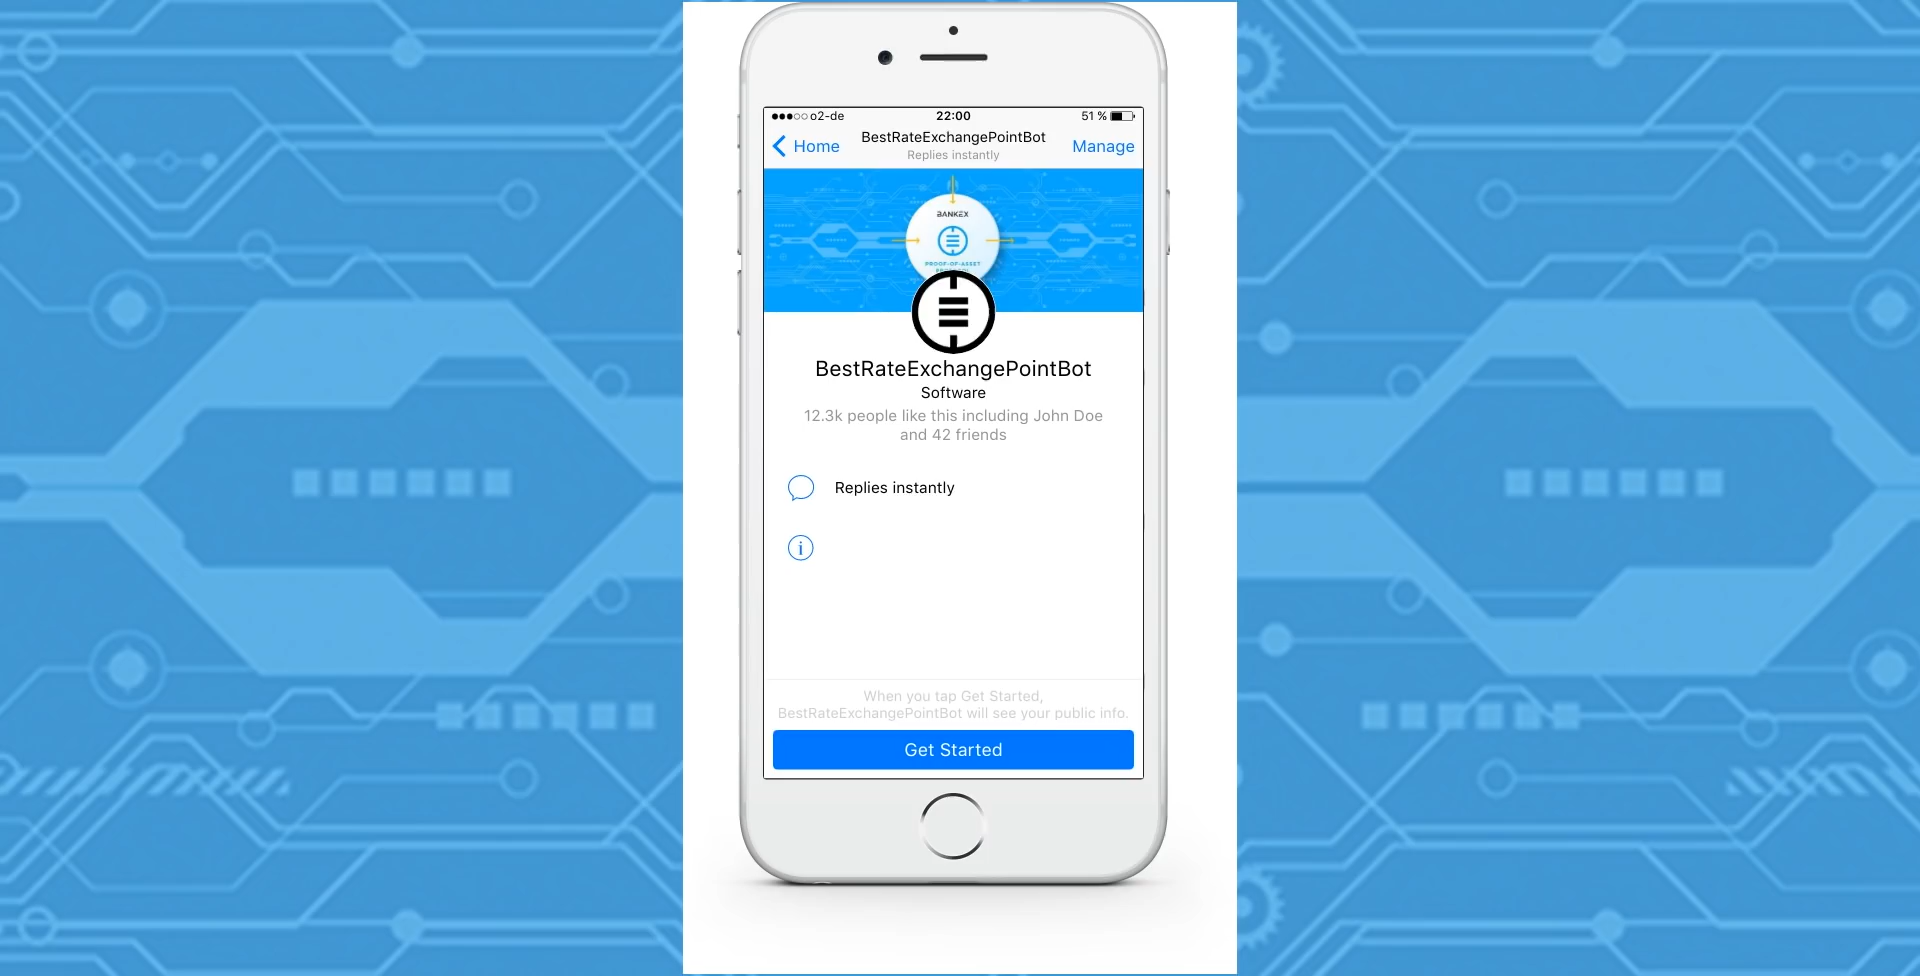 o2-de 22:00 51 %
Home BestRateExchangePointBot Manage
Replies instantly
BANKEX
PROOF-OF-ASSET
BestRateExchangePointBot
Software
12.3k people like this including John Doe
and 42 friends
Replies instantly
When you tap Get Started,
BestRateExchangePointBot will see your public info.
Get Started